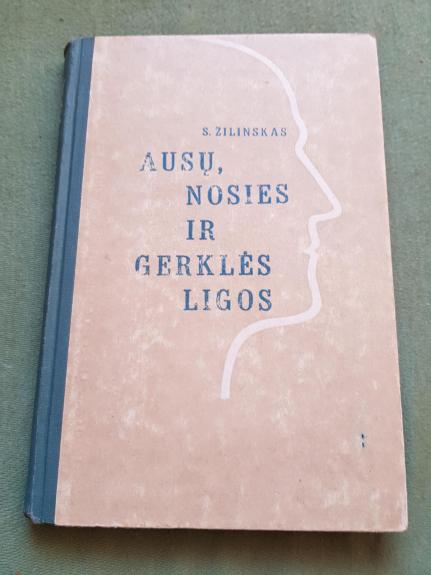 S. ŽILINSKAS
AUSŲ,
NOSIES
IR
GERKLĖS
LIGOS